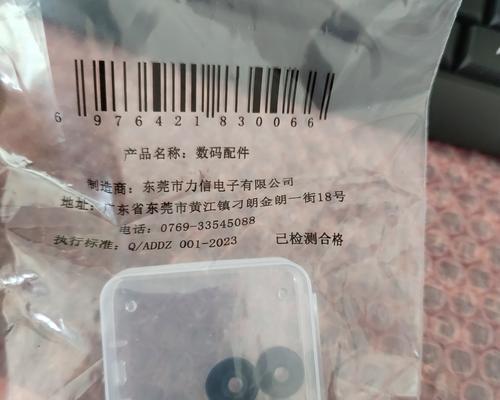 6976421830066
产品名称：数码配件
制造商：东莞市力信电子有限公司
地址：广东省东莞市黄江镇刁朗金朗一街18号
电话：0769-33545088
执行标准：Q/ADDZ 001-2023 已检测合格